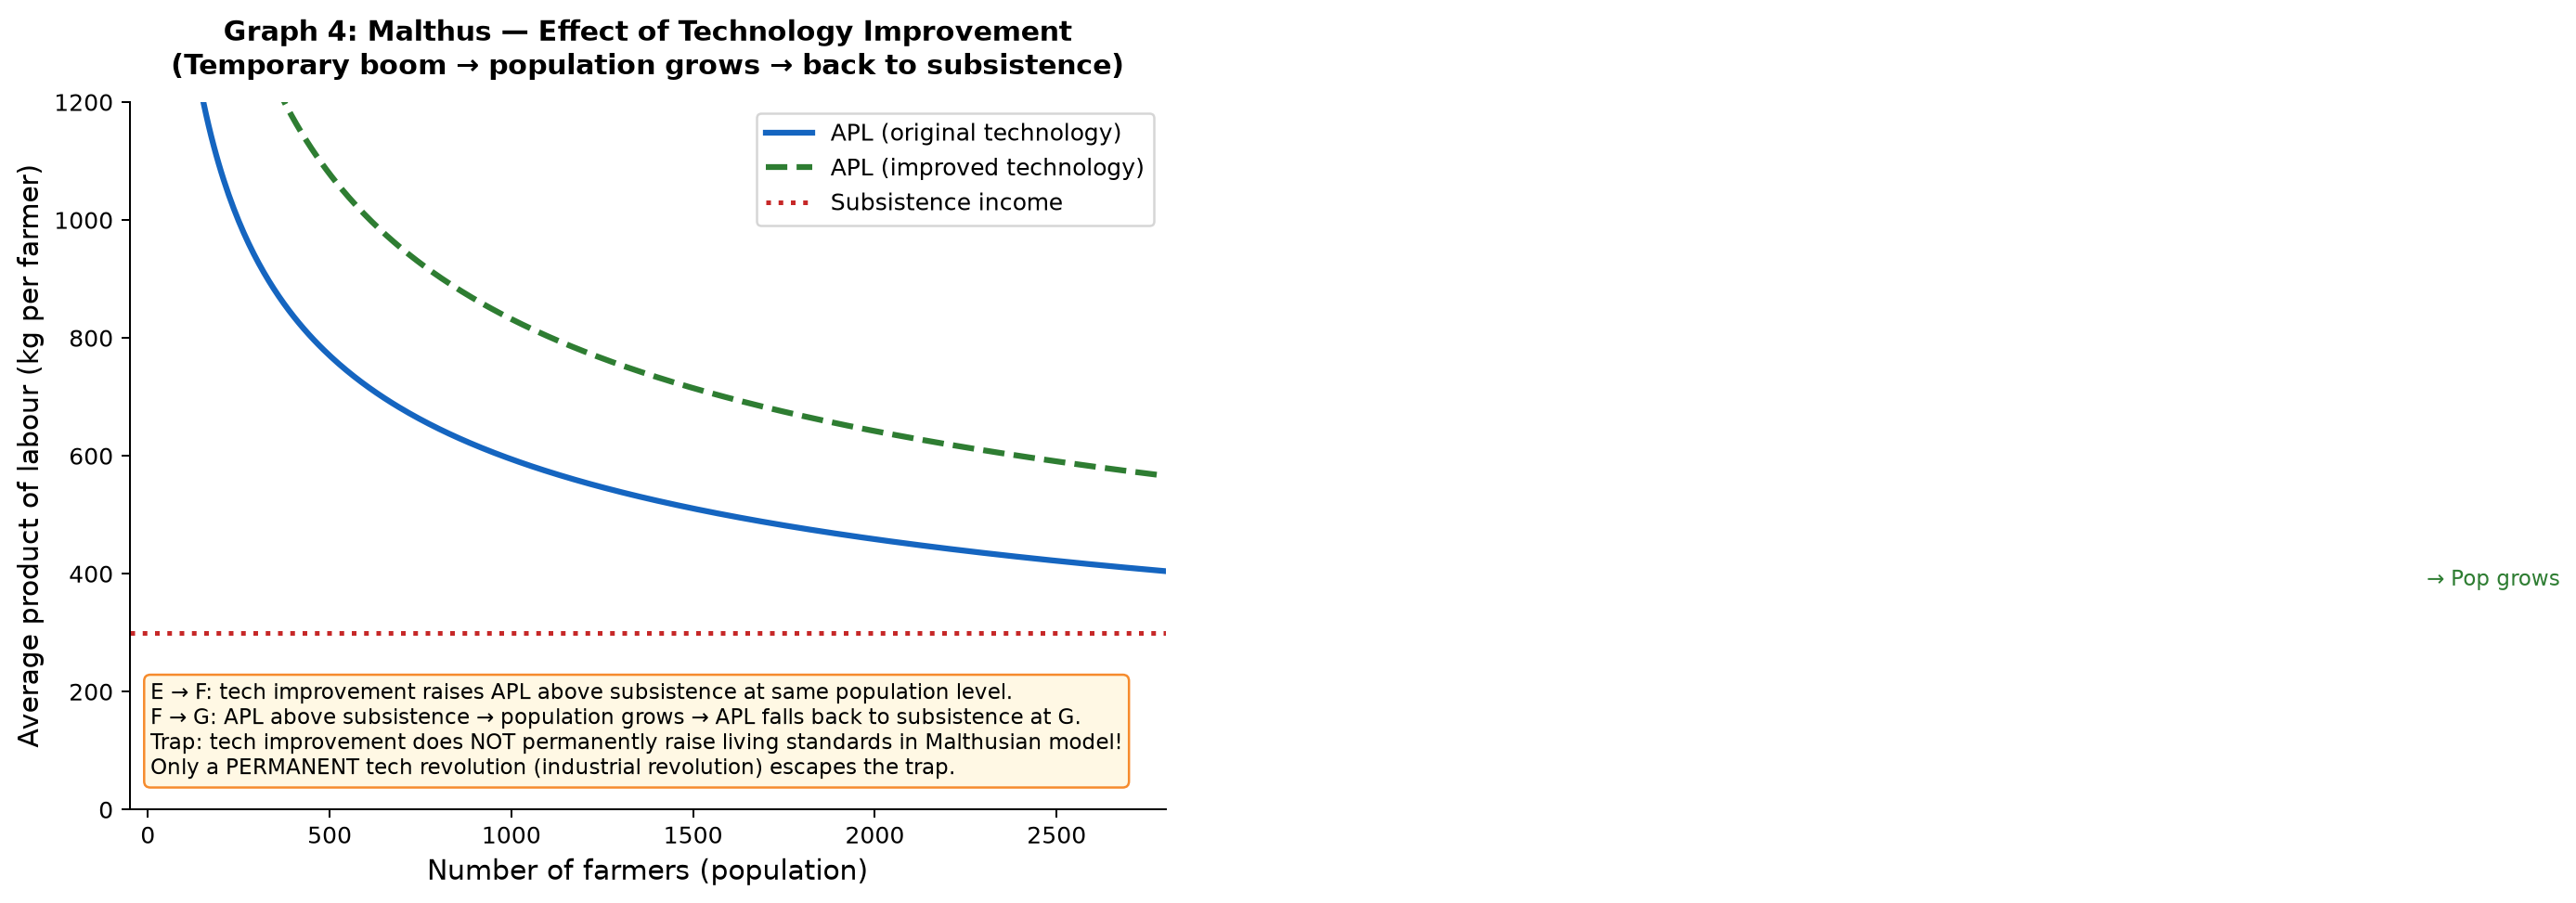 Graph 4: Malthus — Effect of Technology Improvement
(Temporary boom → population grows → back to subsistence)
1200
1000
800
600
400
200
0
Average product of labour (kg per farmer)
APL (original technology)
APL (improved technology)
Subsistence income
→ Pop grows
E → F: tech improvement raises APL above subsistence at same population level.
F → G: APL above subsistence → population grows → APL falls back to subsistence at G.
Trap: tech improvement does NOT permanently raise living standards in Malthusian model!
Only a PERMANENT tech revolution (industrial revolution) escapes the trap.
0 500 1000 1500 2000 2500
Number of farmers (population)